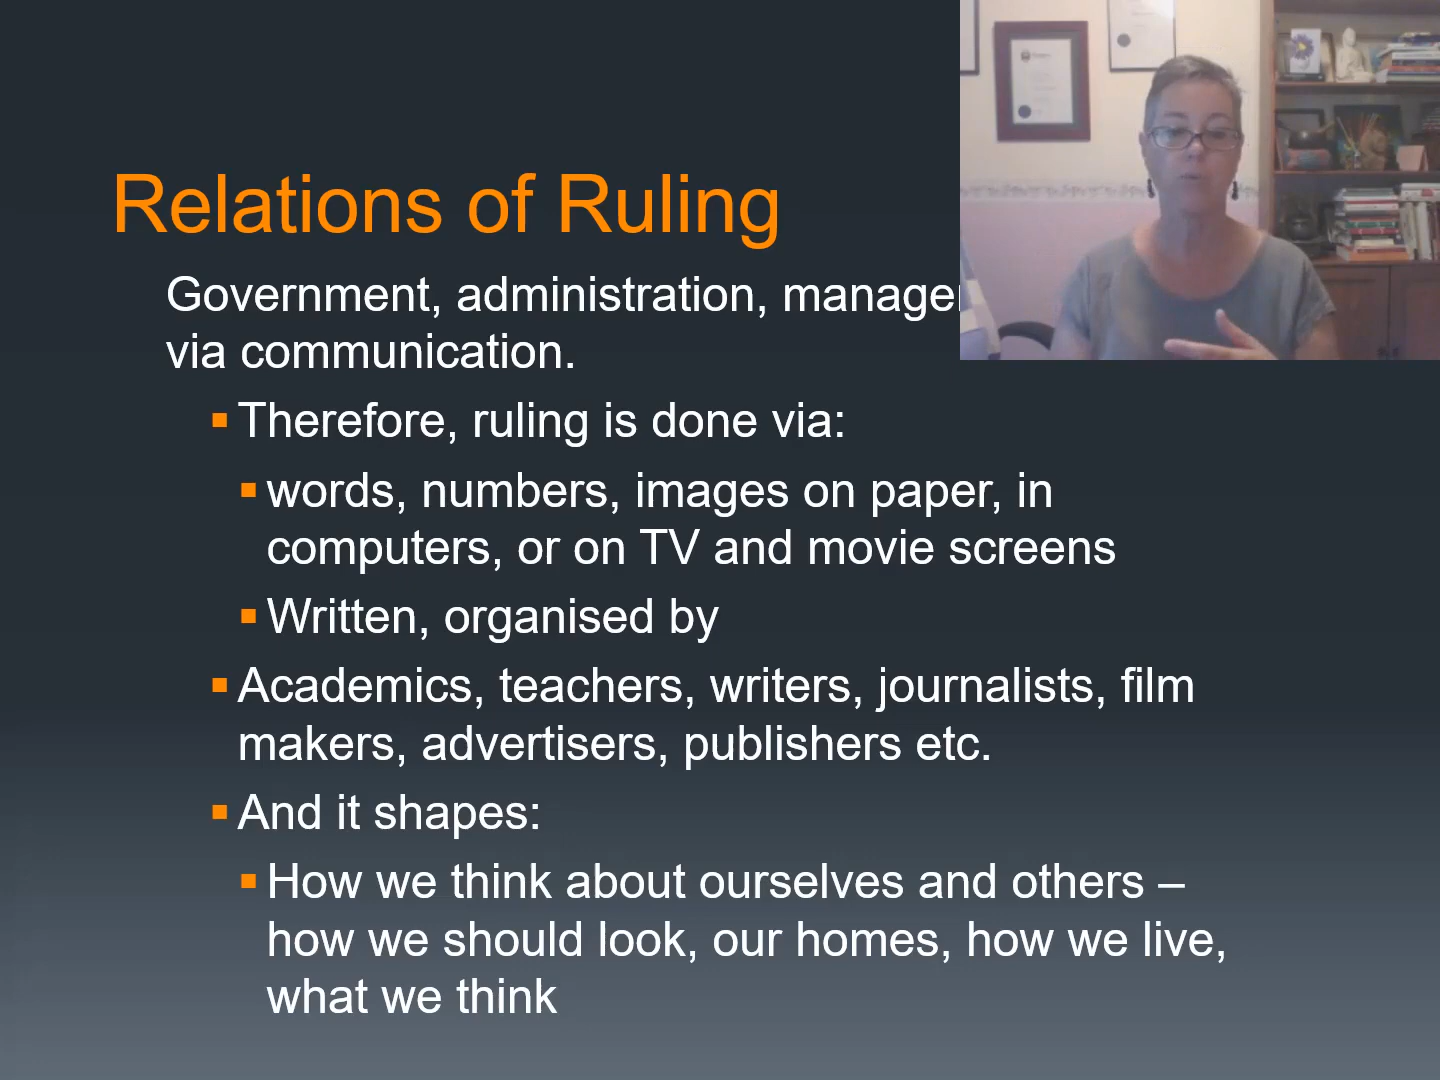 Relations of Ruling
Government, administration,
via communication.
Therefore, ruling is done via:
words, numbers, images on paper, in
computers, or on TV and movie screens
Written, organised by
Academics, teachers, writers, journalists, film
makers, advertisers, publishers etc.
And it shapes:
How we think about ourselves and others –
how we should look, our homes, how we live,
what we think